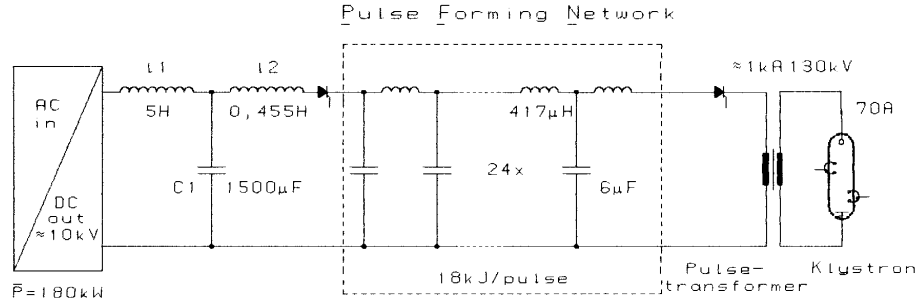 Pulse Forming Network
l1
l2
≈1kA 130kV
5H
0,455H
417µH
70A
AC
in
C1
1500µF
24x
6µF
DC
out
≈10kV
18kJ/pulse
Pulse-
transformer
Klystron
P̅=180kW